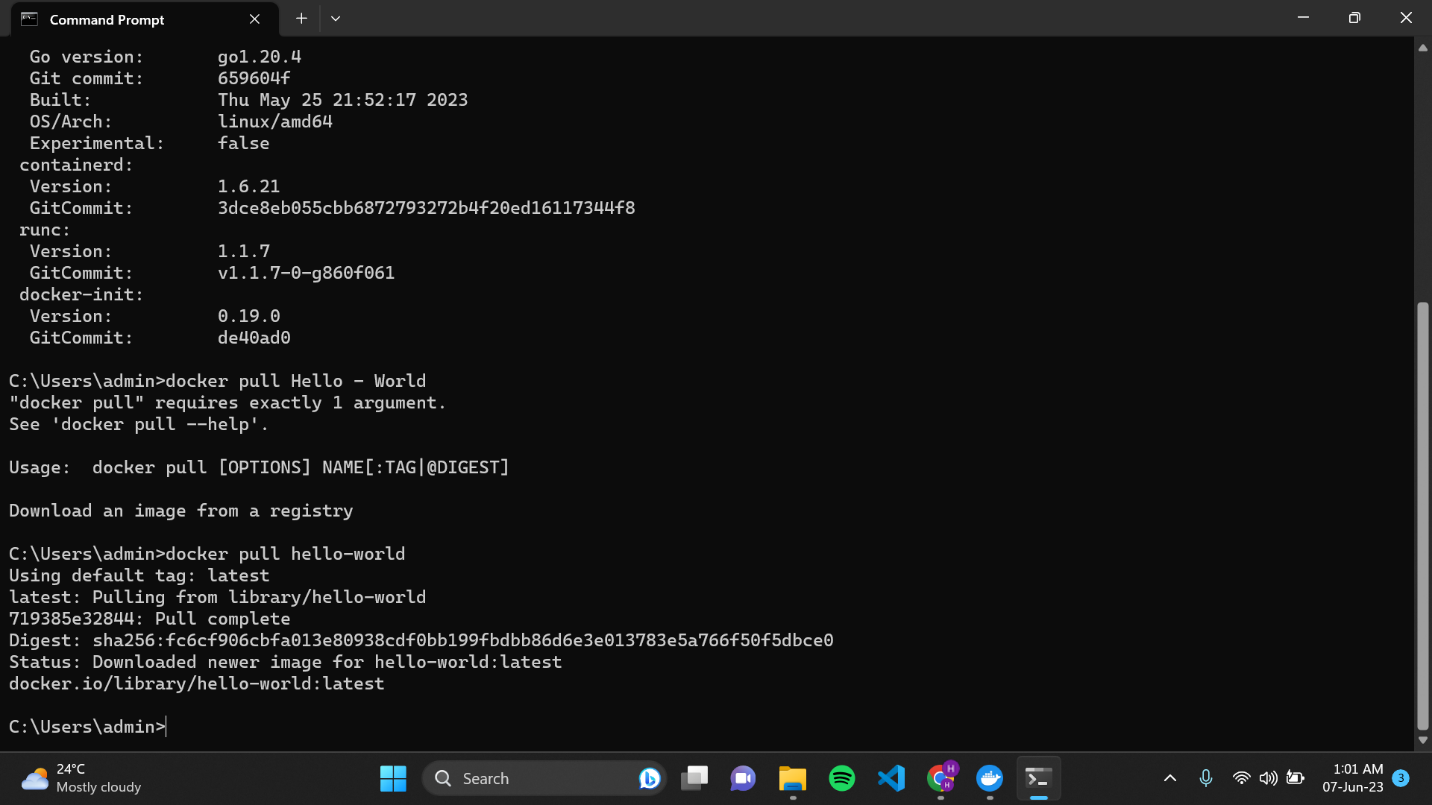 Command Prompt
Go version: go1.20.4
Git commit: 659604f
Built: Thu May 25 21:52:17 2023
OS/Arch: linux/amd64
Experimental: false
containerd:
Version: 1.6.21
GitCommit: 3dce8eb055cbb6872793272b4f20ed16117344f8
runc:
Version: 1.1.7
GitCommit: v1.1.7-0-g860f061
docker-init:
Version: 0.19.0
GitCommit: de40ad0
C:\Users\admin>docker pull Hello - World
"docker pull" requires exactly 1 argument.
See 'docker pull --help'.
Usage:  docker pull [OPTIONS] NAME[:TAG|@DIGEST]
Download an image from a registry
C:\Users\admin>docker pull hello-world
Using default tag: latest
latest: Pulling from library/hello-world
719385e32844: Pull complete
Digest: sha256:fc6cf906cbfa013e80938cdf0bb199fbdbb86d6e3e013783e5a766f50f5dbce0
Status: Downloaded newer image for hello-world:latest
docker.io/library/hello-world:latest
C:\Users\admin>
24°C
Mostly cloudy
Search
H
H
1:01 AM
07-Jun-23
3